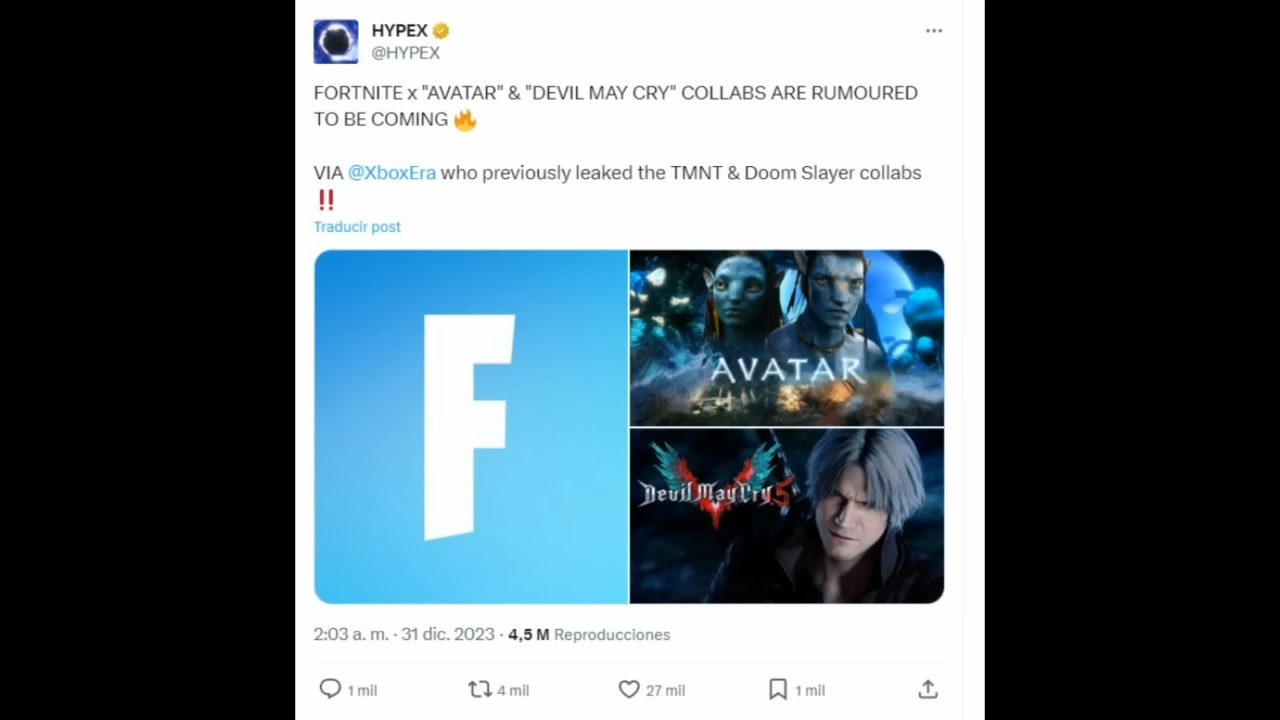 HYPEX
@HYPEX
FORTNITE x "AVATAR" & "DEVIL MAY CRY" COLLABS ARE RUMOURED
TO BE COMING 🔥
VIA @XboxEra who previously leaked the TMNT & Doom Slayer collabs
‼️
Traducir post
F
AVATAR
Devil May Cry 5
2:03 a. m. · 31 dic. 2023 · 4,5 M Reproducciones
1 mil 4 mil 27 mil 1 mil